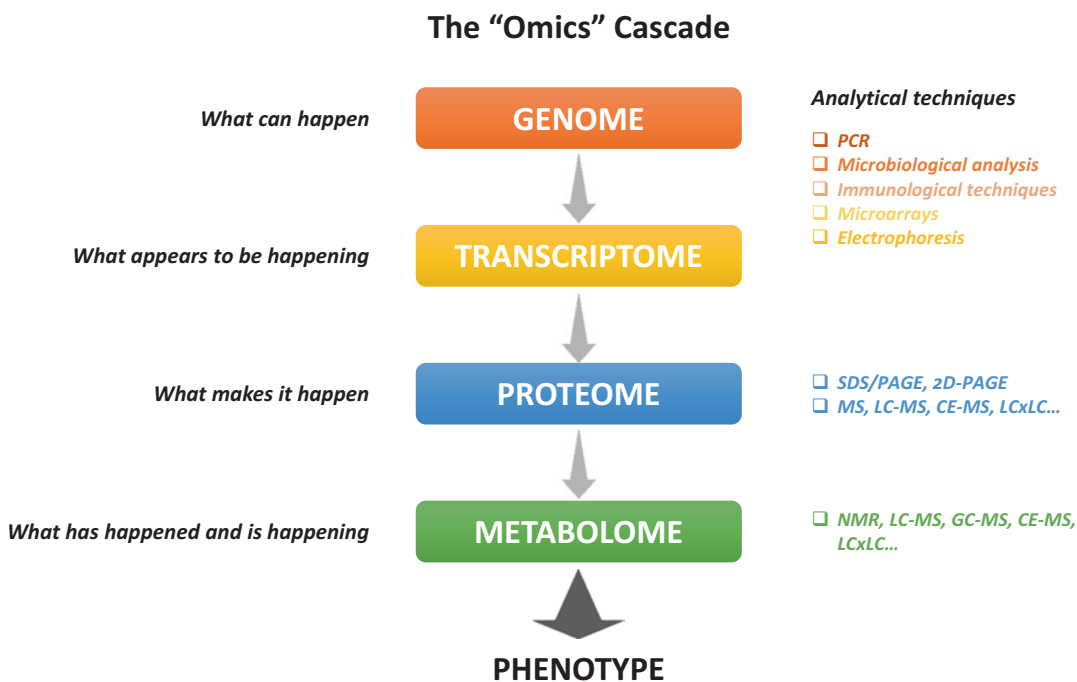 The “Omics” Cascade
What can happen
GENOME
Analytical techniques
PCR
Microbiological analysis
Immunological techniques
Microarrays
Electrophoresis
What appears to be happening
TRANSCRIPTOME
What makes it happen
PROTEOME
SDS/PAGE, 2D-PAGE
MS, LC-MS, CE-MS, LCxLC…
What has happened and is happening
METABOLOME
NMR, LC-MS, GC-MS, CE-MS,
LCxLC…
PHENOTYPE